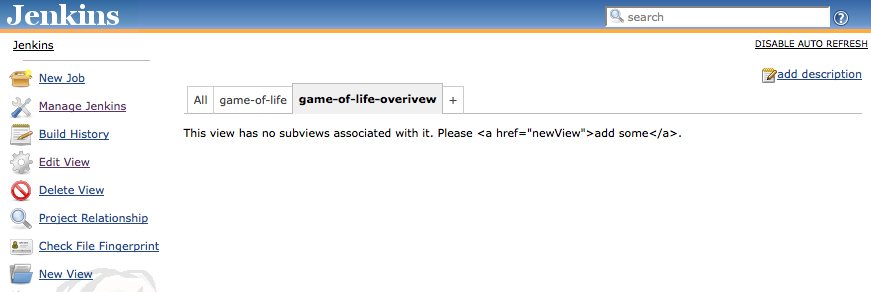 Jenkins
search
Jenkins
DISABLE AUTO REFRESH
New Job
Manage Jenkins
Build History
Edit View
Delete View
Project Relationship
Check File Fingerprint
New View
add description
All game-of-life game-of-life-overivew +
This view has no subviews associated with it. Please <a href="newView">add some</a>.